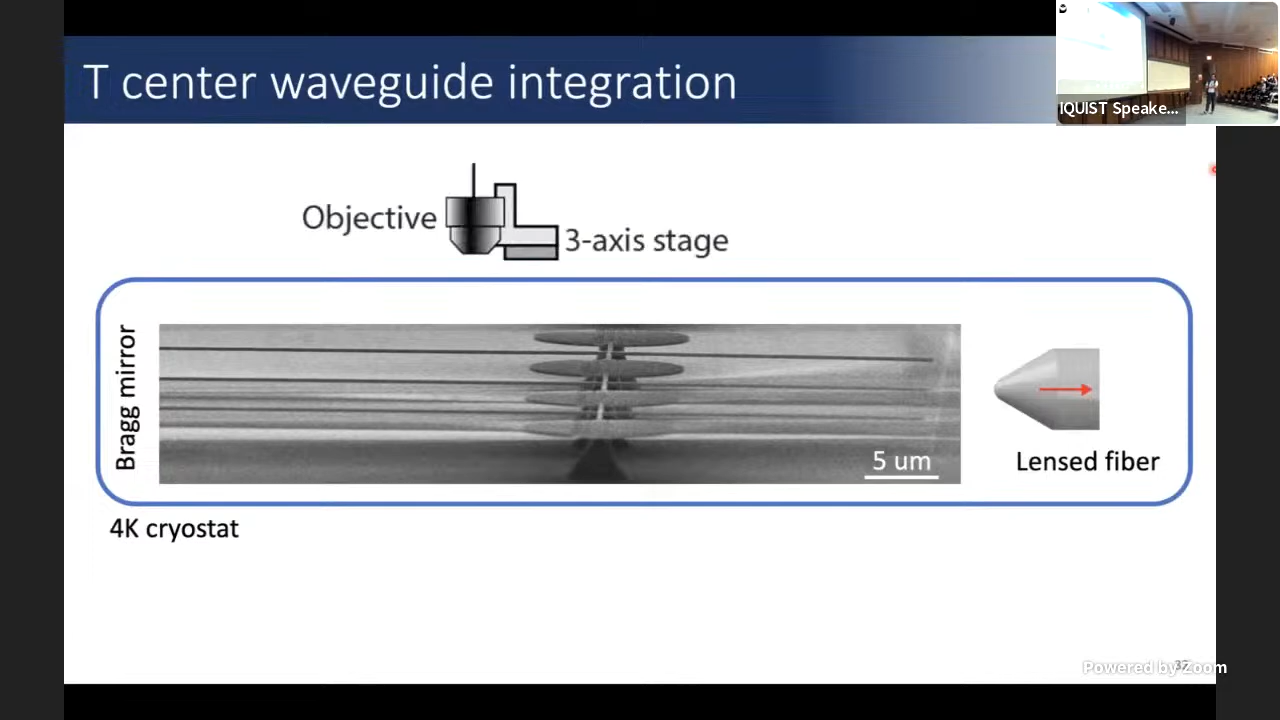 T center waveguide integration
IQUIST Speake...
Objective
3-axis stage
Bragg mirror
5 um
Lensed fiber
4K cryostat
Powered by Zoom